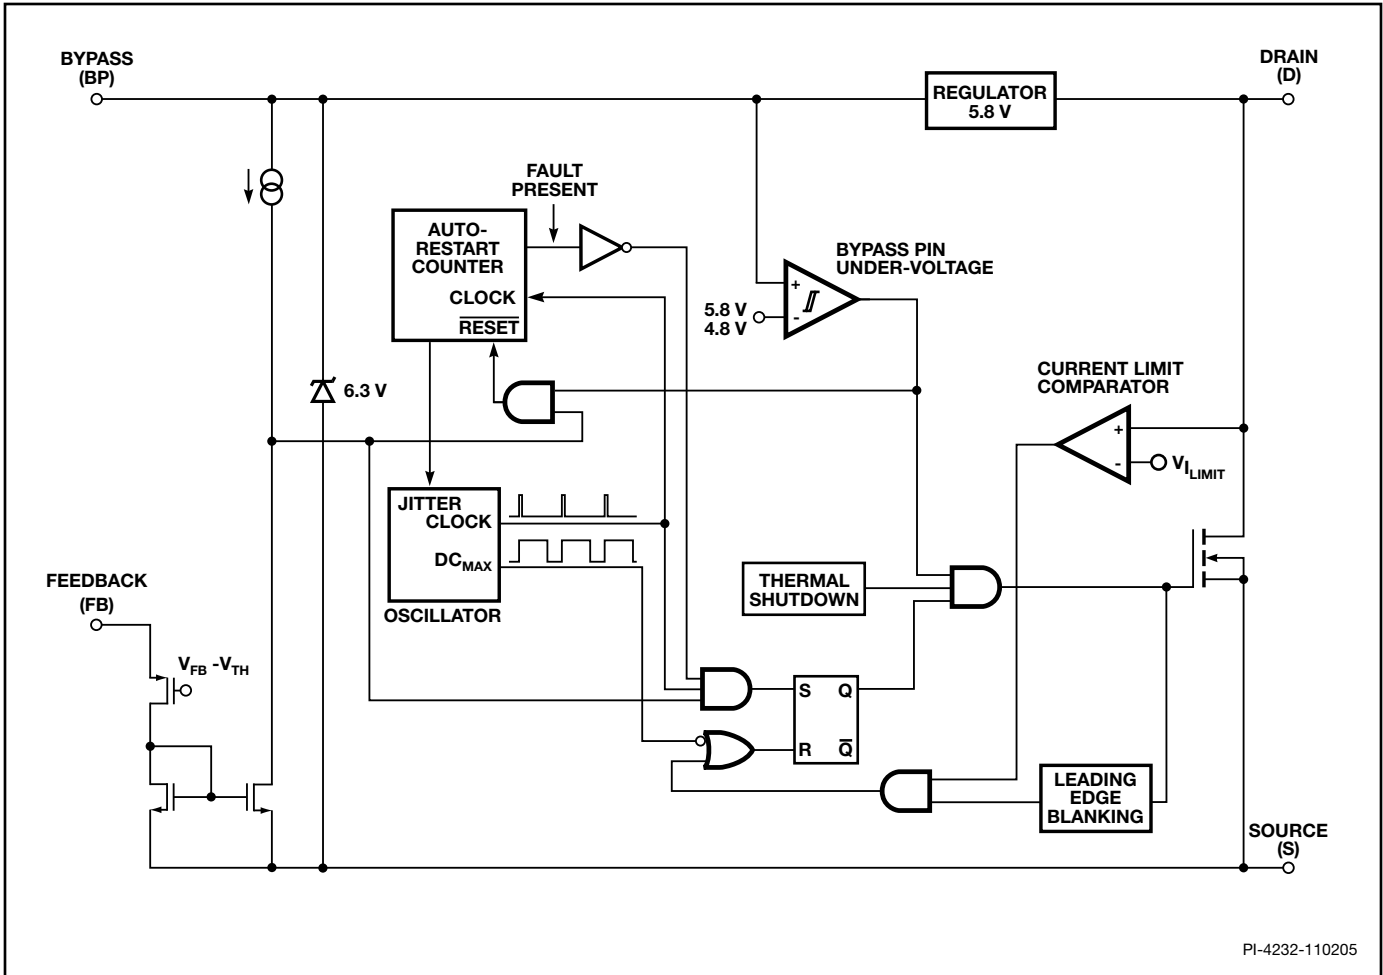 BYPASS
(BP)
DRAIN
(D)
REGULATOR
5.8 V
FAULT
PRESENT
AUTO-
RESTART
COUNTER
CLOCK
RESET
BYPASS PIN
UNDER-VOLTAGE
+
-
5.8 V
4.8 V
6.3 V
CURRENT LIMIT
COMPARATOR
+
-
VILIMIT
JITTER
CLOCK
DCMAX
OSCILLATOR
THERMAL
SHUTDOWN
FEEDBACK
(FB)
VFB -VTH
S Q
R Q
LEADING
EDGE
BLANKING
SOURCE
(S)
PI-4232-110205